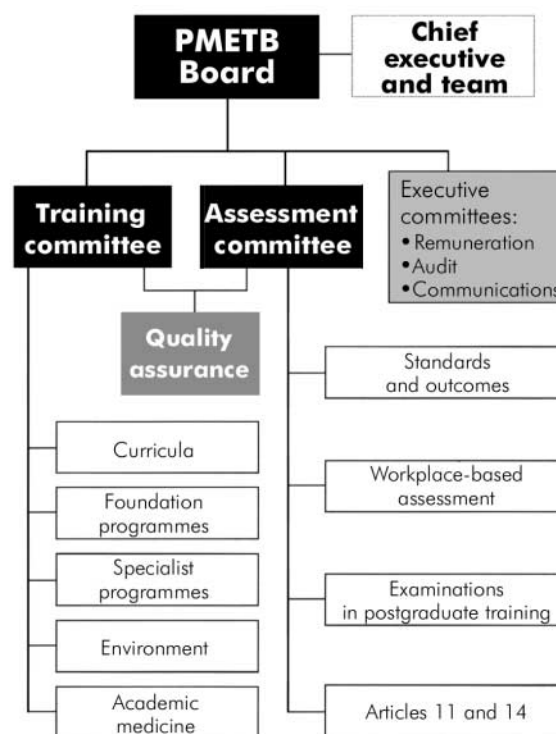 PMETB
Board
Chief
executive
and team
Training
committee
Assessment
committee
Executive
committees:
• Remuneration
• Audit
• Communications
Quality
assurance
Curricula
Foundation
programmes
Specialist
programmes
Environment
Academic
medicine
Standards
and outcomes
Workplace-based
assessment
Examinations
in postgraduate training
Articles 11 and 14